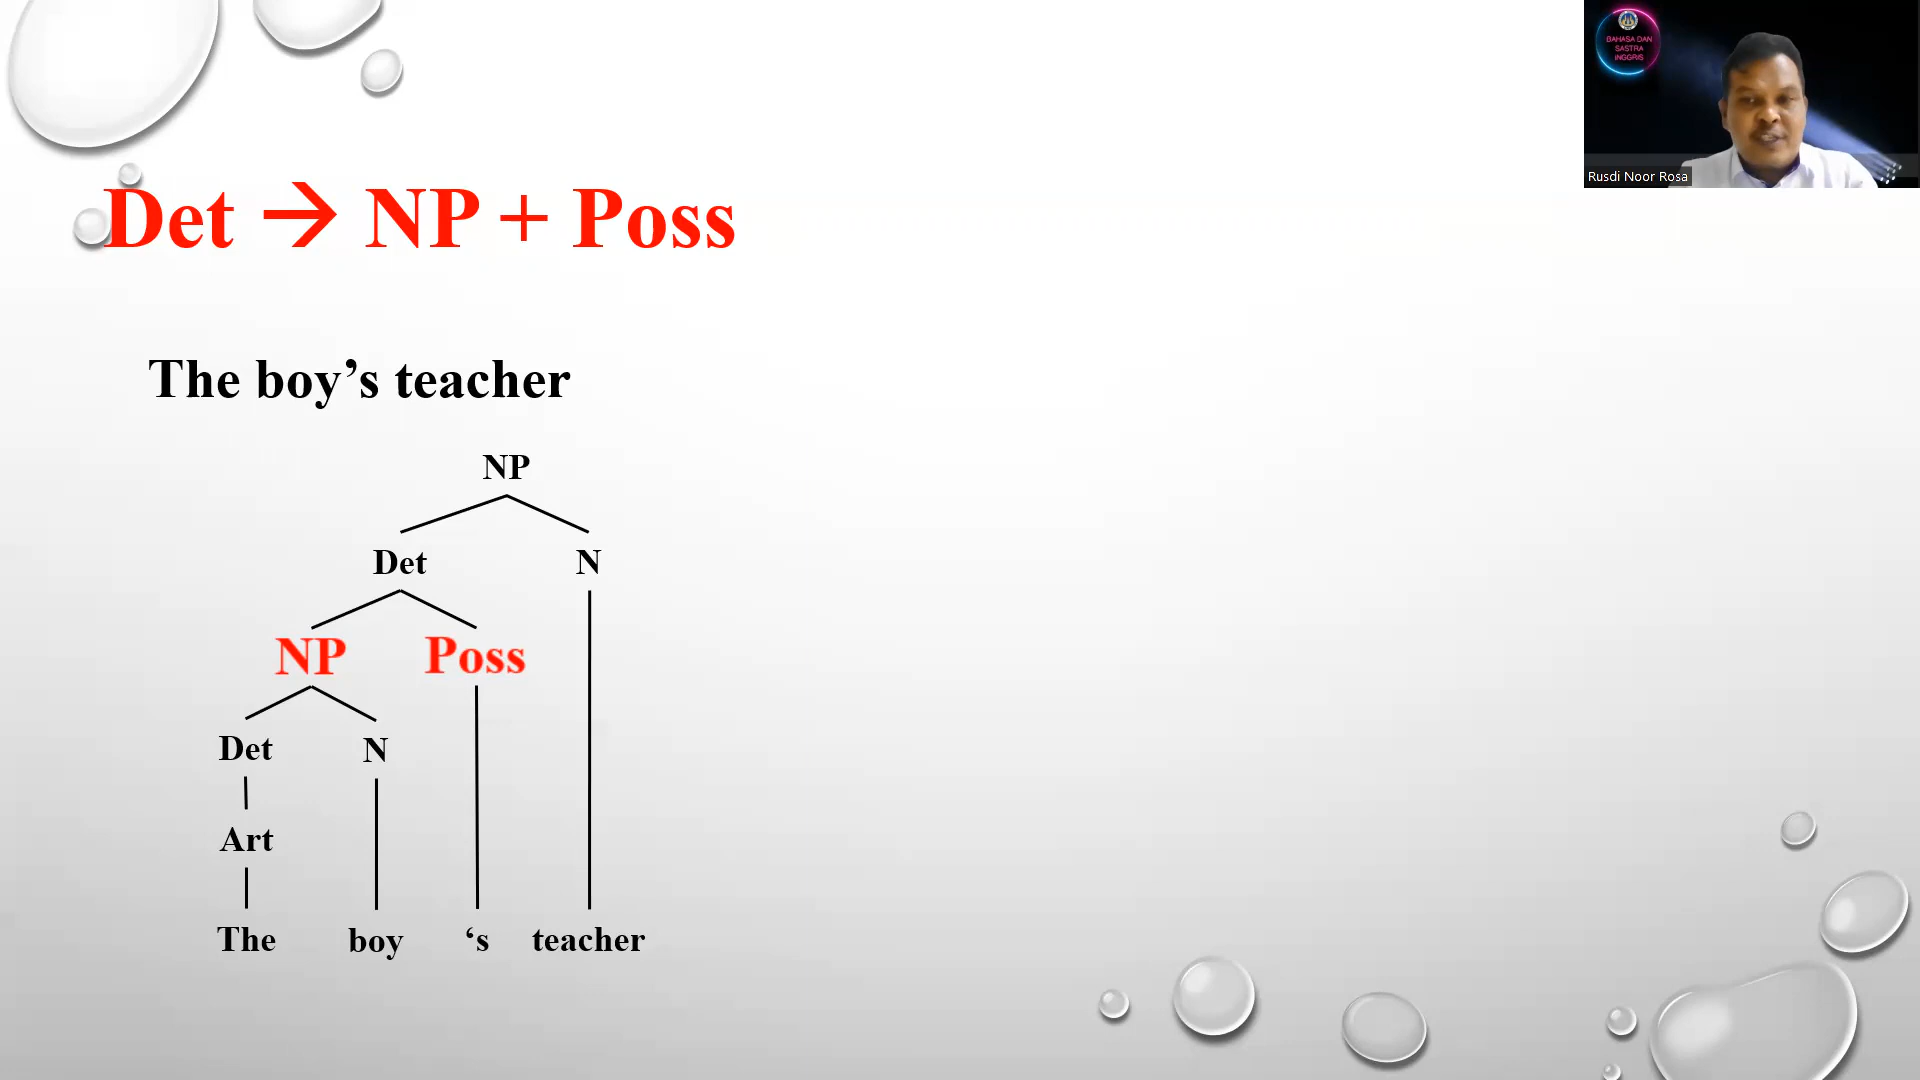 BAHASA DAN
SASTRA
INGGRIS
Rusdi Noor Rosa
Det → NP + Poss
The boy’s teacher
NP
Det N
NP Poss
Det N
Art
The boy ‘s teacher